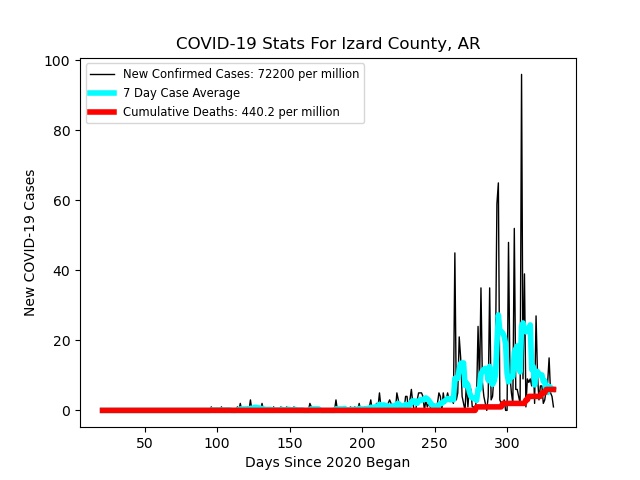 COVID-19 Stats For Izard County, AR
New Confirmed Cases: 72200 per million
7 Day Case Average
Cumulative Deaths: 440.2 per million
100
80
60
40
20
0
New COVID-19 Cases
50 100 150 200 250 300
Days Since 2020 Began